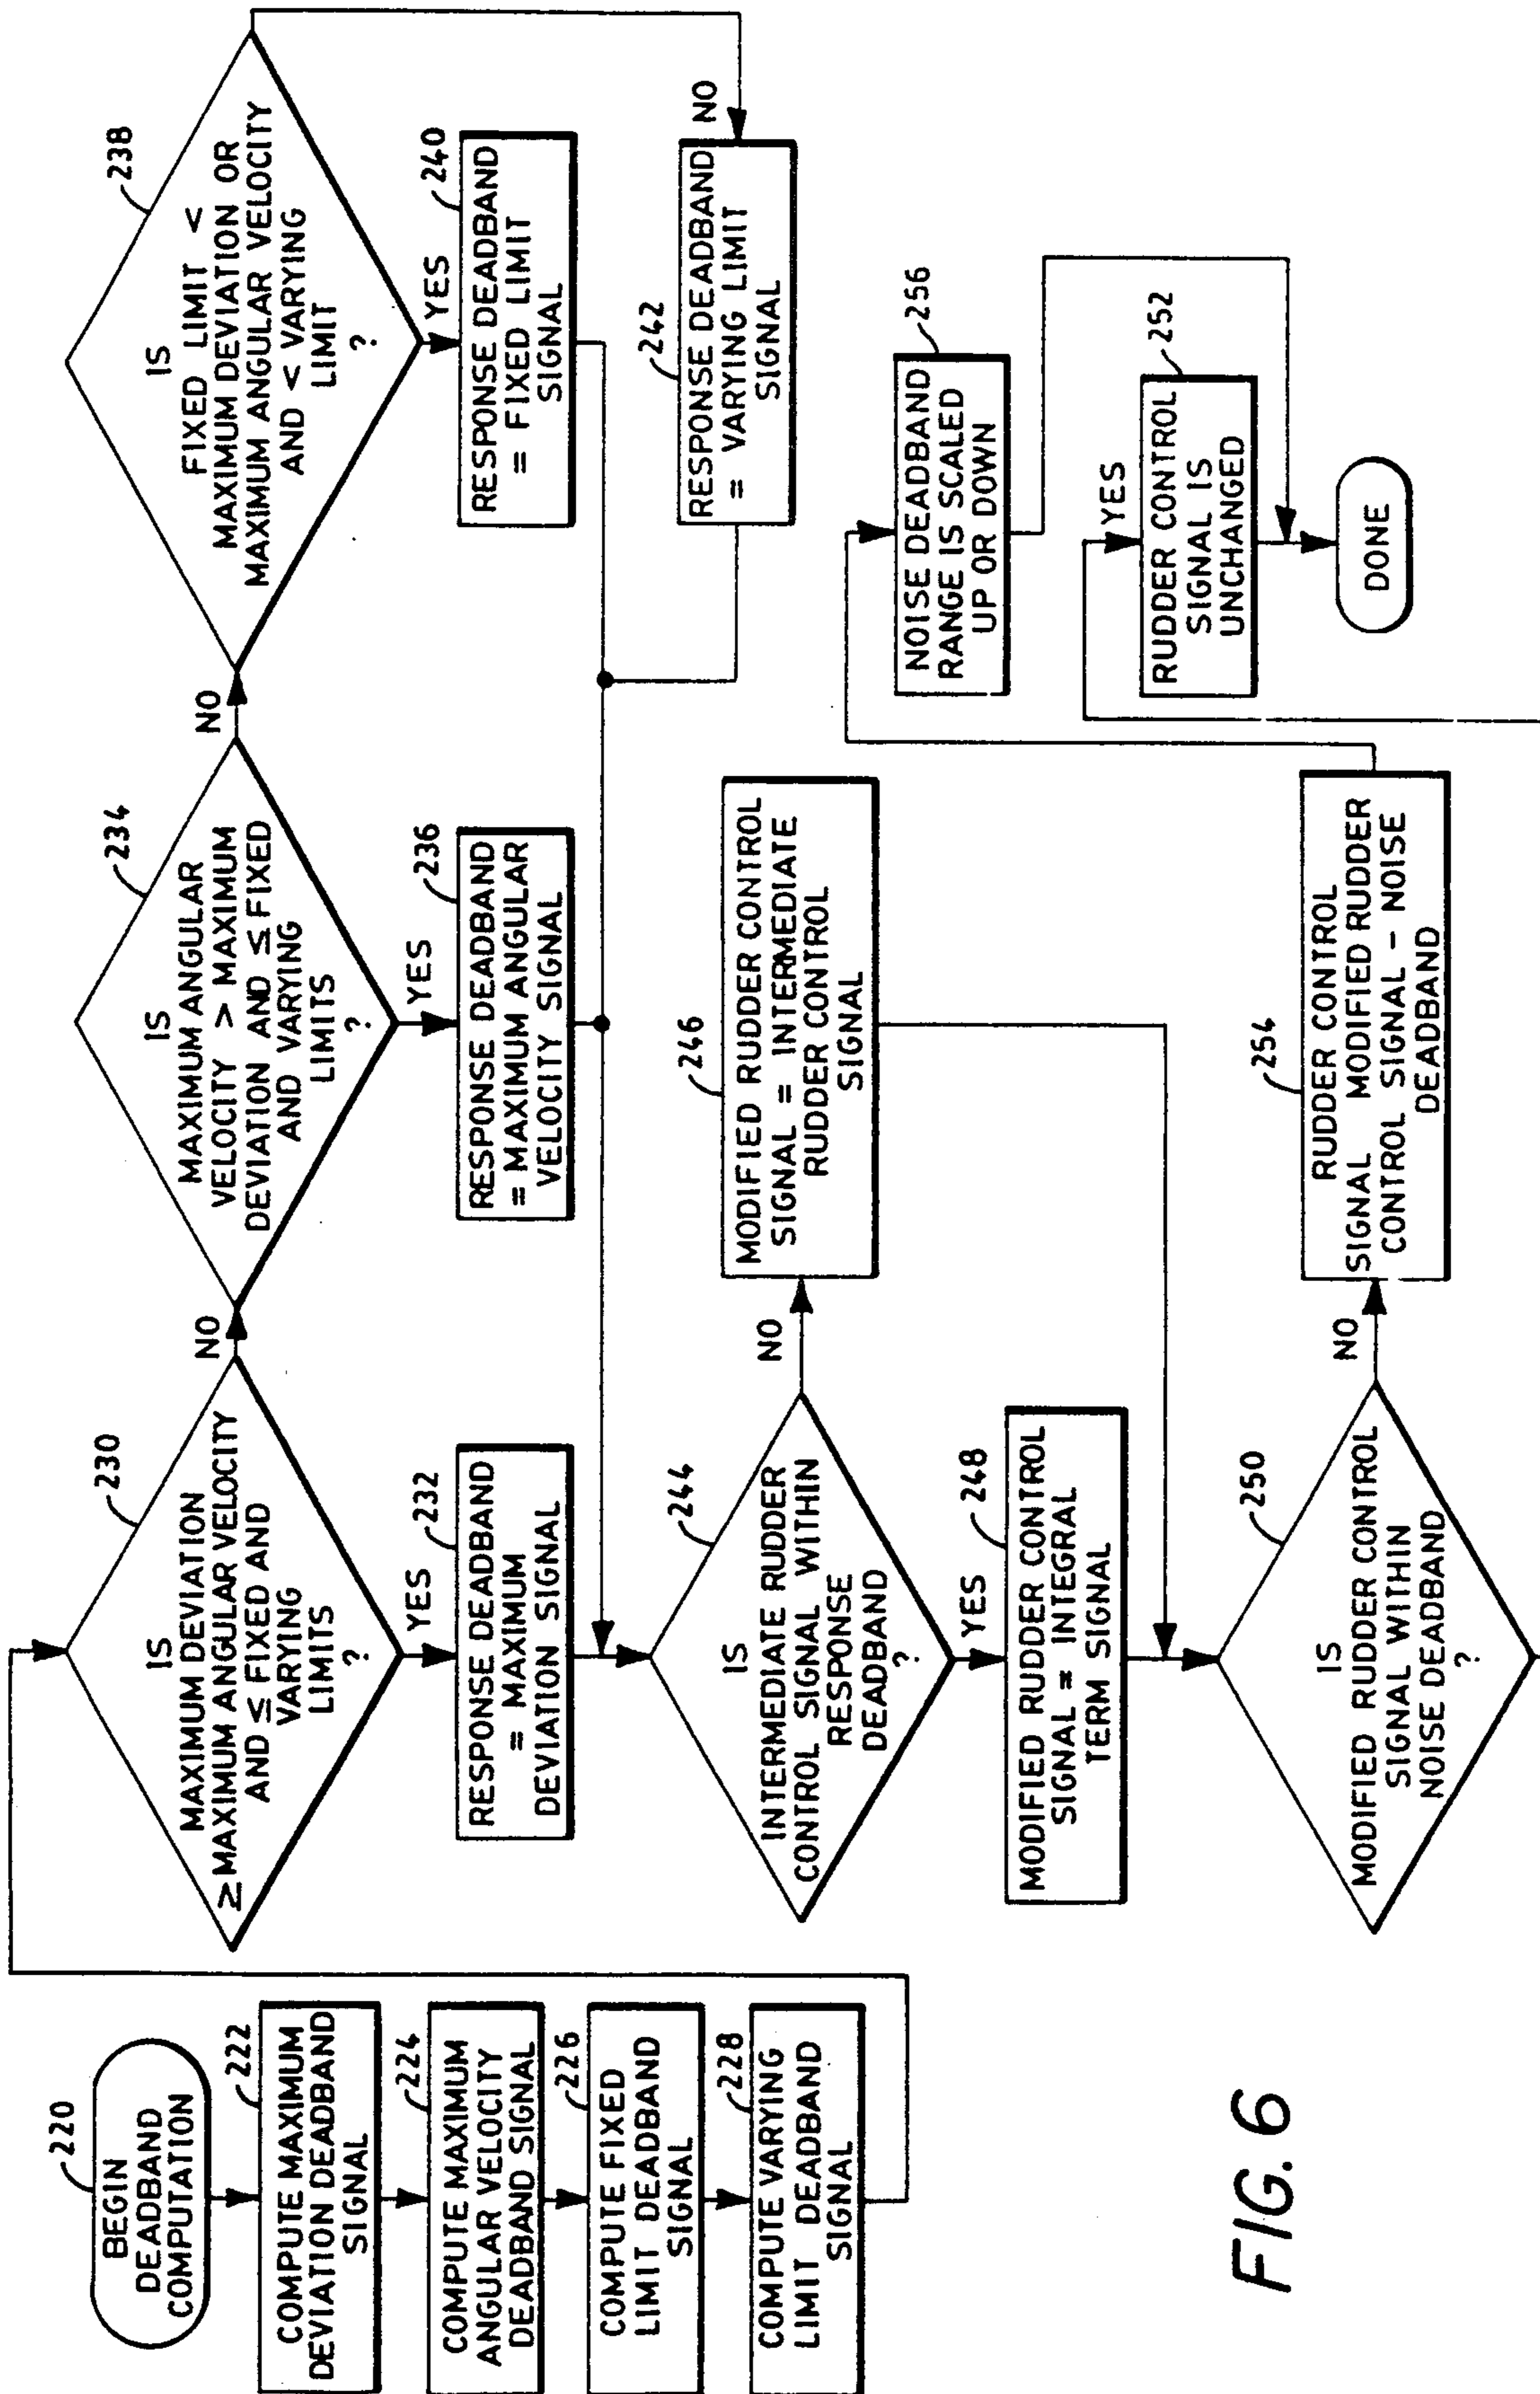 220
BEGIN
DEADBAND
COMPUTATION
222
COMPUTE MAXIMUM
DEVIATION DEADBAND
SIGNAL
224
COMPUTE MAXIMUM
ANGULAR VELOCITY
DEADBAND SIGNAL
226
COMPUTE FIXED
LIMIT DEADBAND
SIGNAL
228
COMPUTE VARYING
LIMIT DEADBAND
SIGNAL
230
IS
MAXIMUM DEVIATION
≥ MAXIMUM ANGULAR VELOCITY
AND ≤ FIXED AND
VARYING
LIMITS
?
NO
YES
232
RESPONSE DEADBAND
= MAXIMUM
DEVIATION SIGNAL
234
IS
MAXIMUM ANGULAR
VELOCITY > MAXIMUM
DEVIATION AND ≤ FIXED
AND VARYING
LIMITS
?
NO
YES
236
RESPONSE DEADBAND
= MAXIMUM ANGULAR
VELOCITY SIGNAL
238
IS
FIXED LIMIT <
MAXIMUM DEVIATION OR
MAXIMUM ANGULAR VELOCITY
AND < VARYING
LIMIT
?
YES
240
RESPONSE DEADBAND
= FIXED LIMIT
SIGNAL
NO
242
RESPONSE DEADBAND
= VARYING LIMIT
SIGNAL
244
IS
INTERMEDIATE RUDDER
CONTROL SIGNAL WITHIN
RESPONSE
DEADBAND
?
NO
246
MODIFIED RUDDER CONTROL
SIGNAL = INTERMEDIATE
RUDDER CONTROL
SIGNAL
YES
248
MODIFIED RUDDER CONTROL
SIGNAL = INTEGRAL
TERM SIGNAL
250
IS
MODIFIED RUDDER CONTROL
SIGNAL WITHIN
NOISE DEADBAND
?
NO
254
RUDDER CONTROL
SIGNAL MODIFIED RUDDER
CONTROL SIGNAL - NOISE
DEADBAND
256
NOISE DEADBAND
RANGE IS SCALED
UP OR DOWN
YES
252
RUDDER CONTROL
SIGNAL IS
UNCHANGED
DONE
FIG. 6